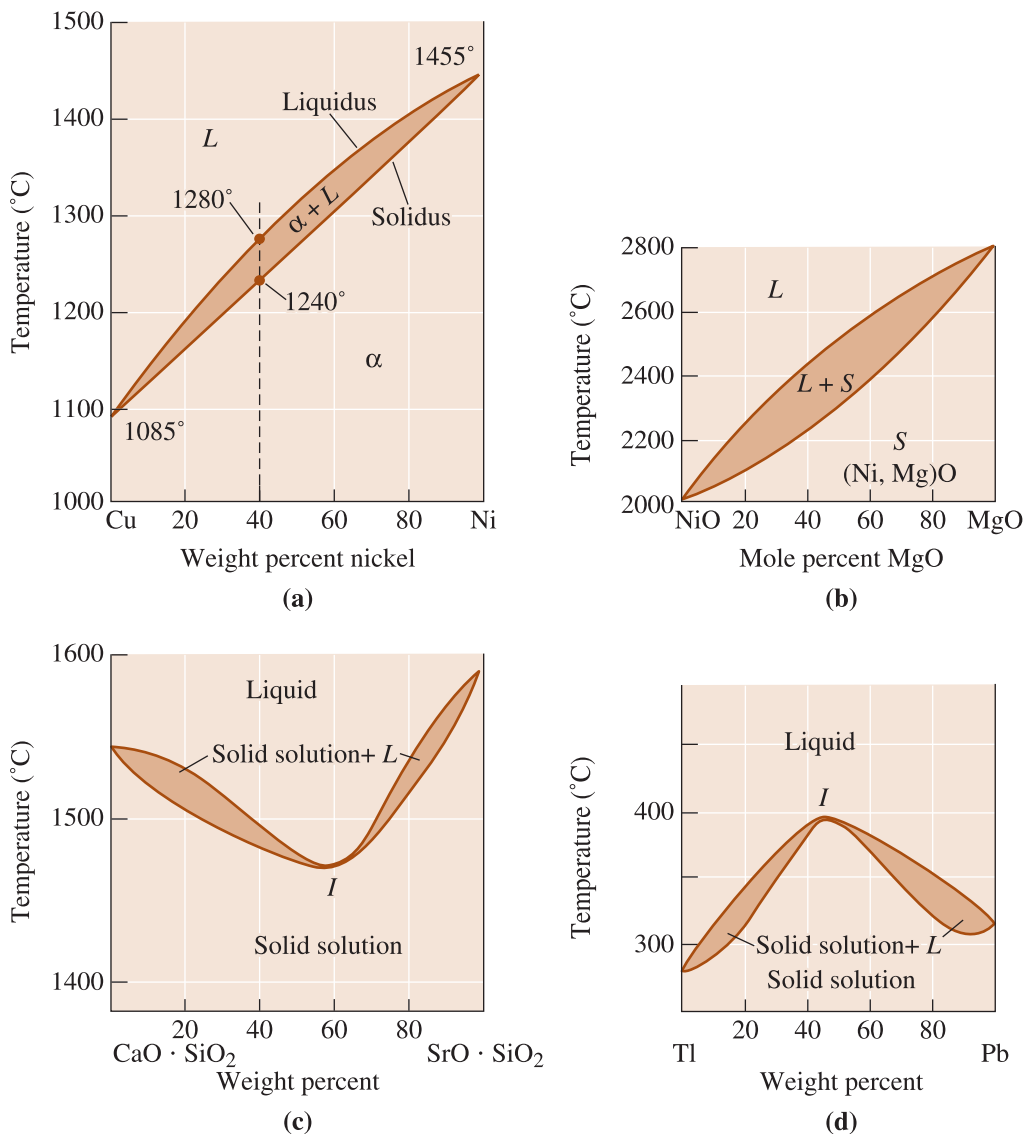 1500
1455°
Liquidus
1400
L
1280°
α + L
Solidus
1300
1240°
1200
α
1100
1085°
1000
Temperature (°C)
Cu 20 40 60 80 Ni
Weight percent nickel
(a)
2800
L
2600
2400
L + S
2200
S
(Ni, Mg)O
2000
Temperature (°C)
NiO 20 40 60 80 MgO
Mole percent MgO
(b)
1600
Liquid
Solid solution+ L
1500
I
Solid solution
1400
Temperature (°C)
20 40 60 80
CaO · SiO₂ SrO · SiO₂
Weight percent
(c)
Liquid
I
400
300
Solid solution+ L
Solid solution
Temperature (°C)
20 40 60 80
Tl Pb
Weight percent
(d)